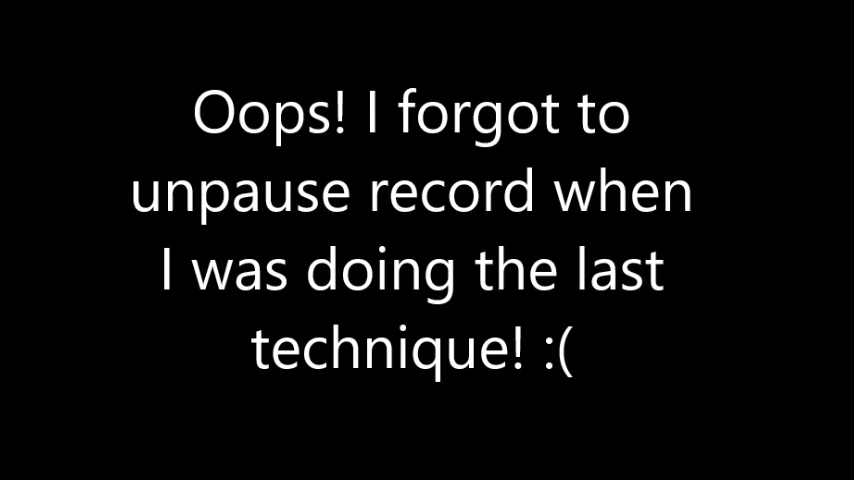 Oops! I forgot to
unpause record when
I was doing the last
technique! :(